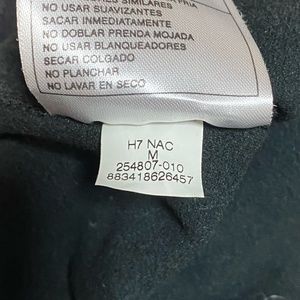 SIMILARES
NO USAR SUAVIZANTES
SACAR INMEDIATAMENTE
NO DOBLAR PRENDA MOJADA
NO USAR BLANQUEADORES
SECAR COLGADO
NO PLANCHAR
NO LAVAR EN SECO
H7 NAC
M
254807-010
883418626457